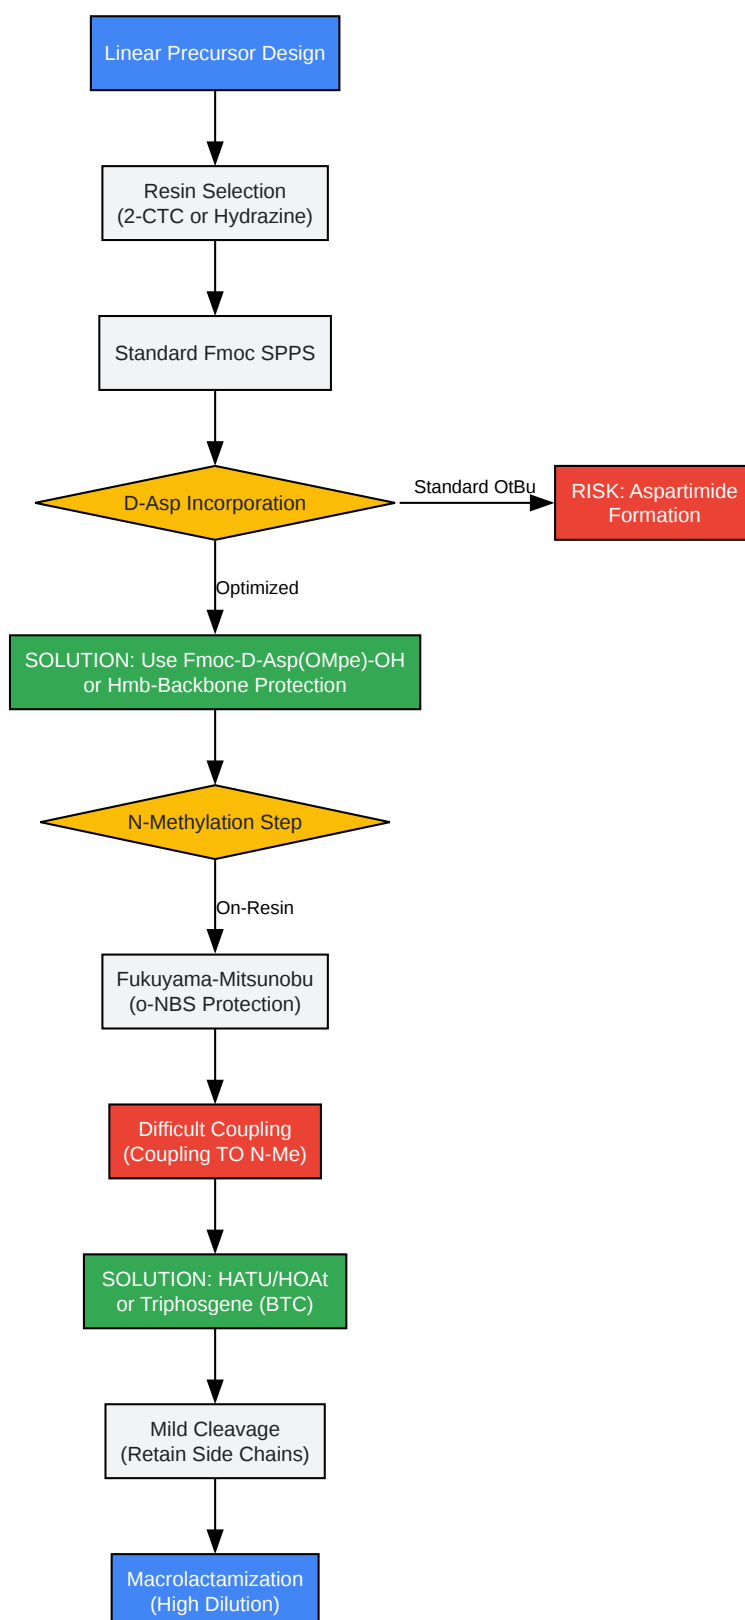 Linear Precursor Design
Resin Selection
(2-CTC or Hydrazine)
Standard Fmoc SPPS
D-Asp Incorporation
Standard OtBu
RISK: Aspartimide
Formation
Optimized
SOLUTION: Use Fmoc-D-Asp(OMpe)-OH
or Hmb-Backbone Protection
N-Methylation Step
On-Resin
Fukuyama-Mitsunobu
(o-NBS Protection)
Difficult Coupling
(Coupling TO N-Me)
SOLUTION: HATU/HOAt
or Triphosgene (BTC)
Mild Cleavage
(Retain Side Chains)
Macrolactamization
(High Dilution)